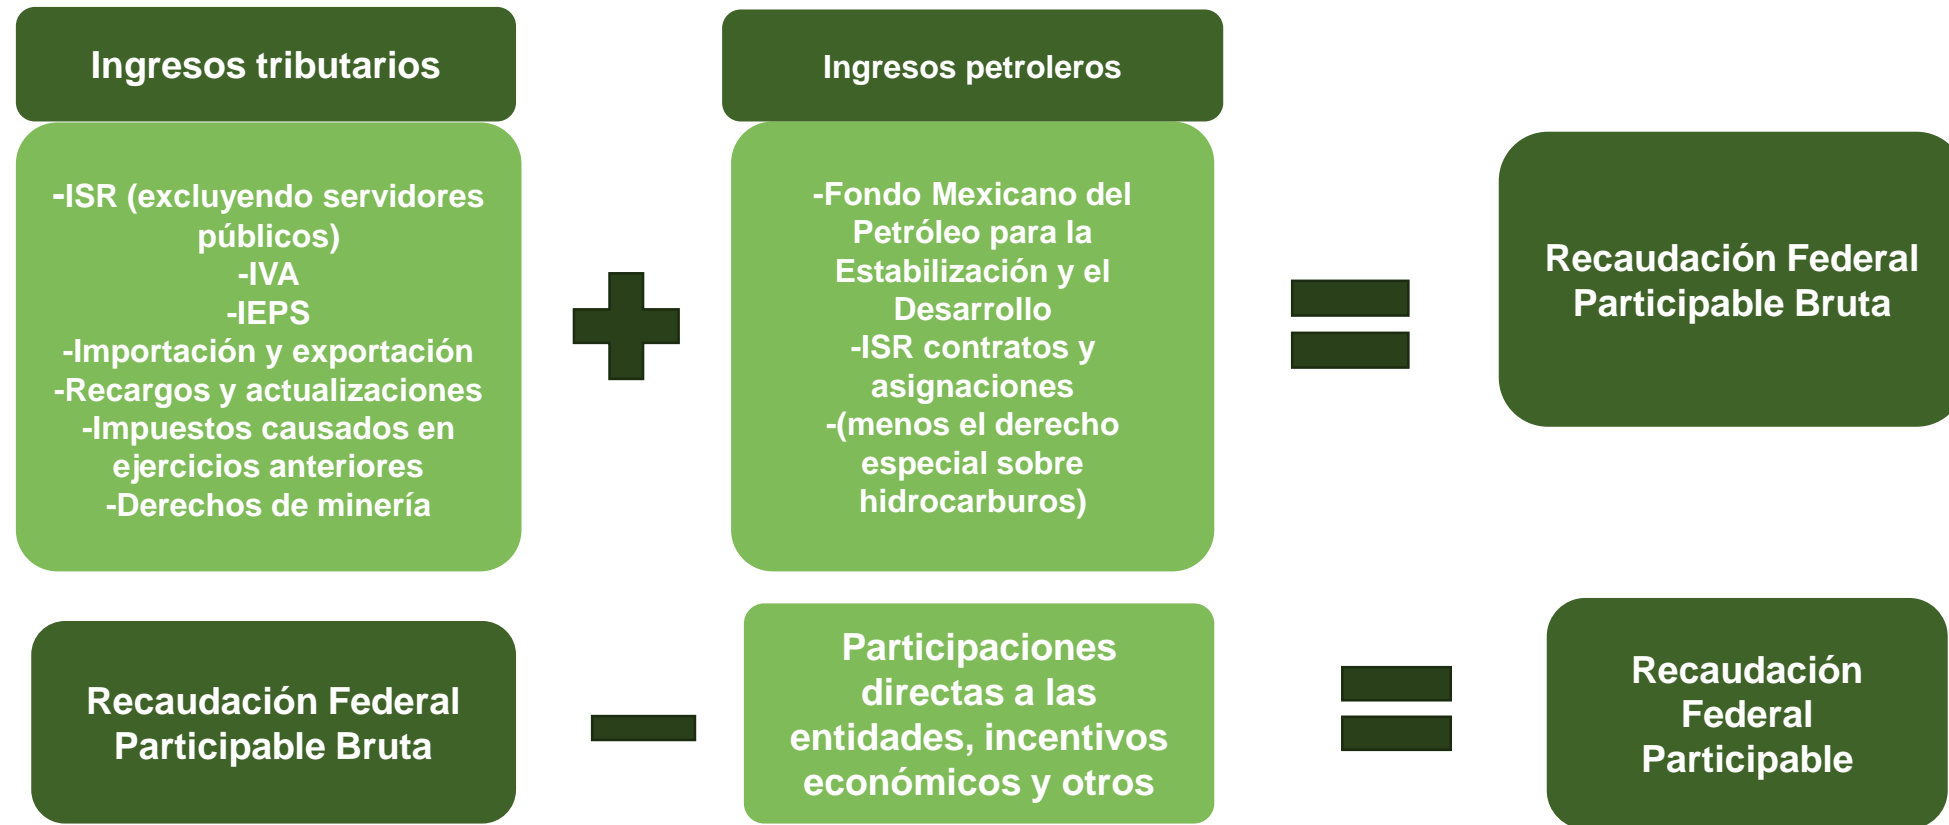 Ingresos tributarios
-ISR (excluyendo servidores
públicos)
-IVA
-IEPS
-Importación y exportación
-Recargos y actualizaciones
-Impuestos causados en
ejercicios anteriores
-Derechos de minería
Ingresos petroleros
-Fondo Mexicano del
Petróleo para la
Estabilización y el
Desarrollo
-ISR contratos y
asignaciones
-(menos el derecho
especial sobre
hidrocarburos)
Recaudación Federal
Participable Bruta
Recaudación Federal
Participable Bruta
Participaciones
directas a las
entidades, incentivos
económicos y otros
Recaudación
Federal
Participable